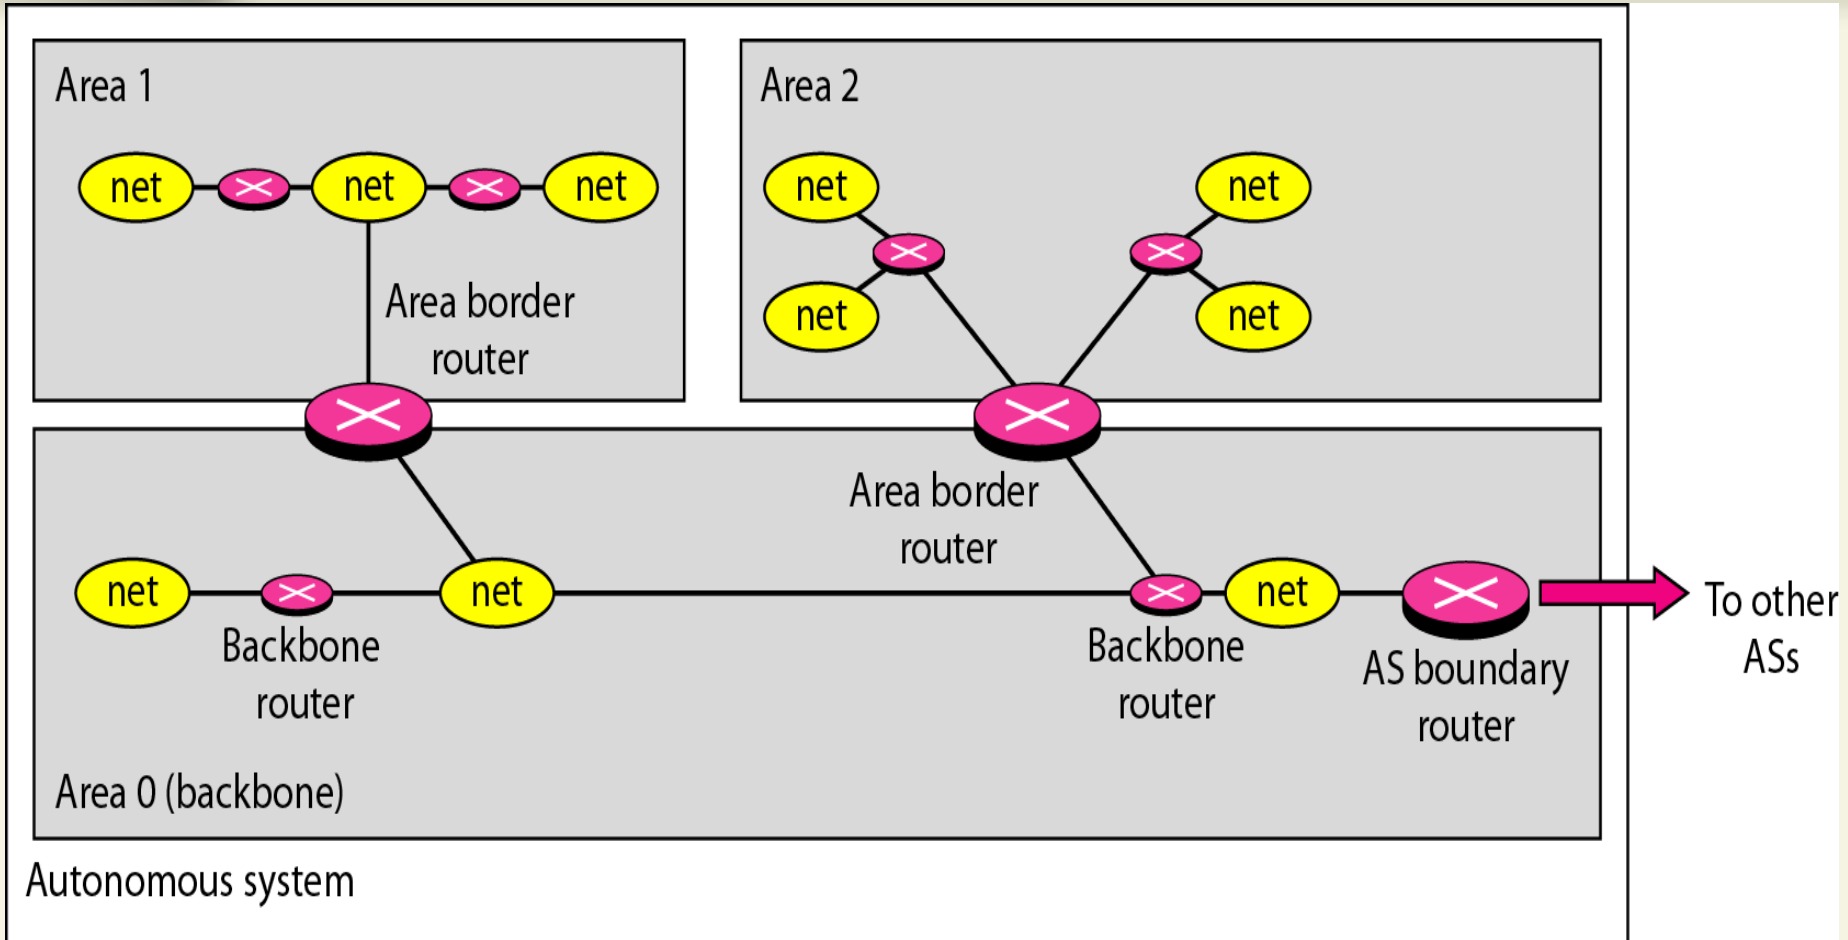 Area 1
net
net
net
Area border
router
Area 2
net
net
net
net
Area border
router
net
net
net
Backbone
router
Backbone
router
AS boundary
router
To other
ASs
Area 0 (backbone)
Autonomous system